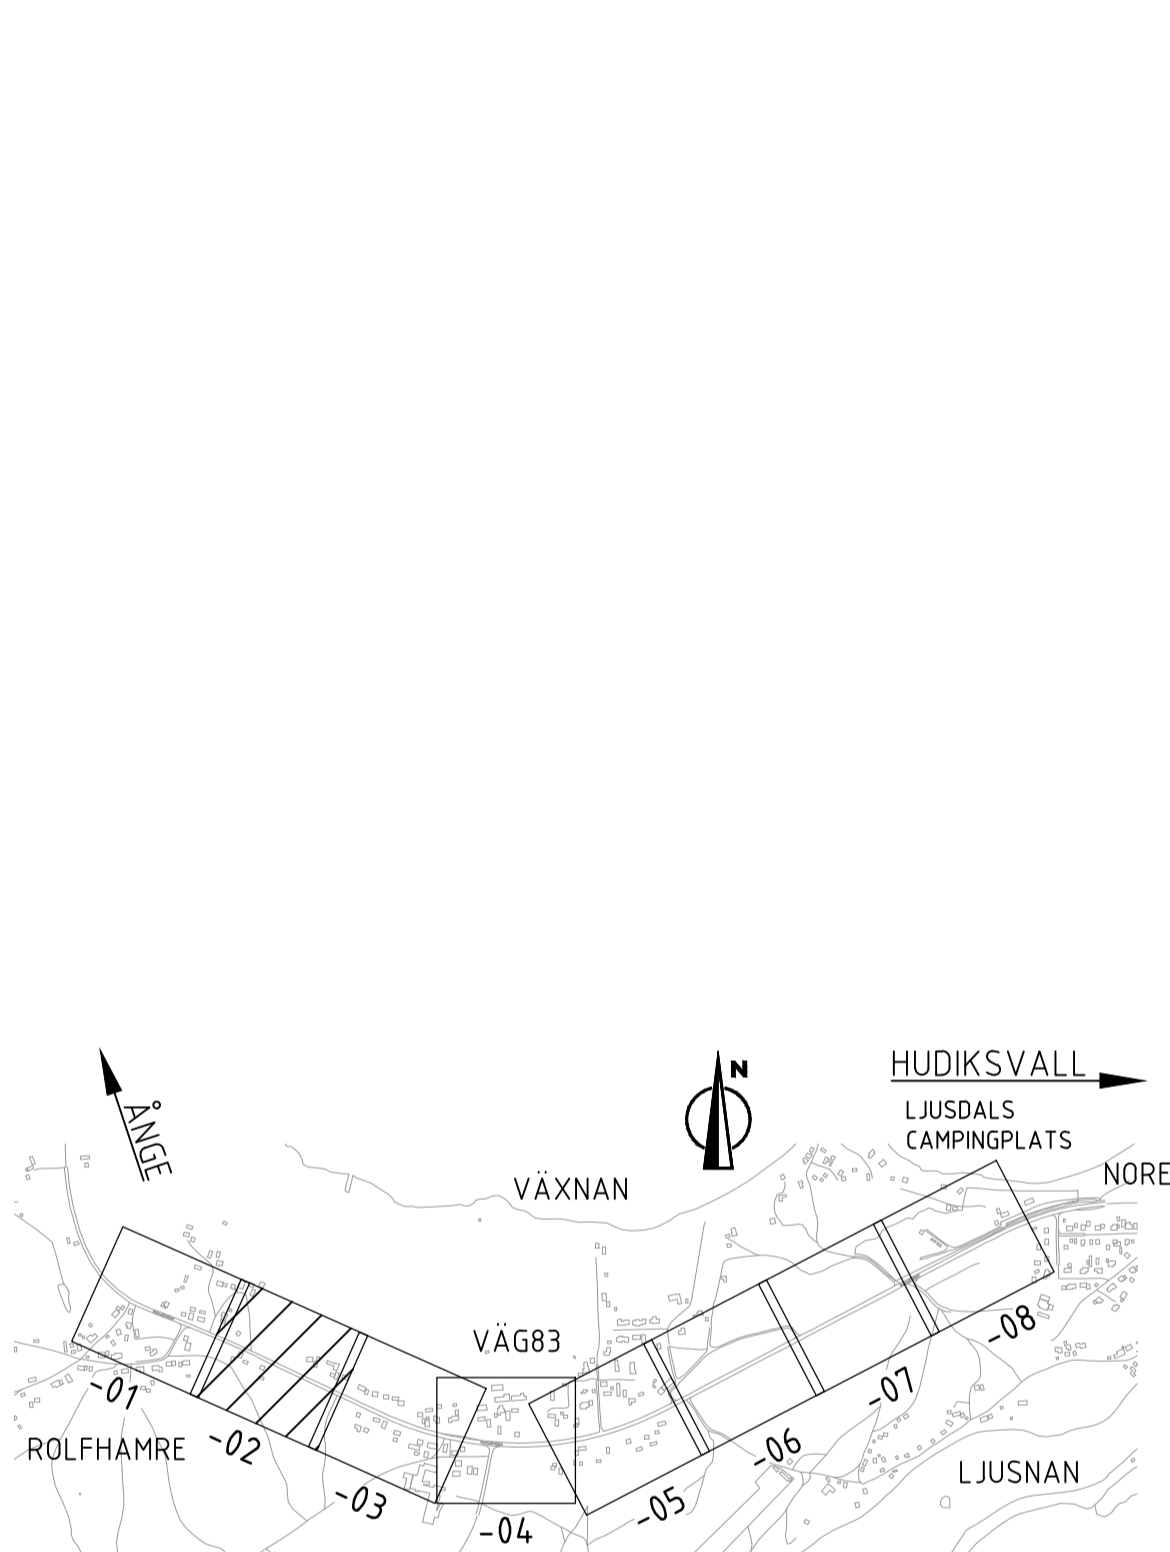 N
HUDIKSVALL
LJUSDALS
CAMPINGPLATS
ÅNGE
NORE
VÄXNAN
VÄG83
-01
-02
-03
-04
-05
-06
-07
-08
ROLFHAMRE
LJUSNAN